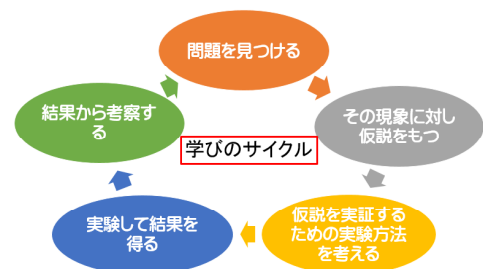 問題を見つける
その現象に対し
仮説をもつ
仮説を実証する
ための実験方法
を考える
実験して結果を
得る
結果から考察す
る
学びのサイクル